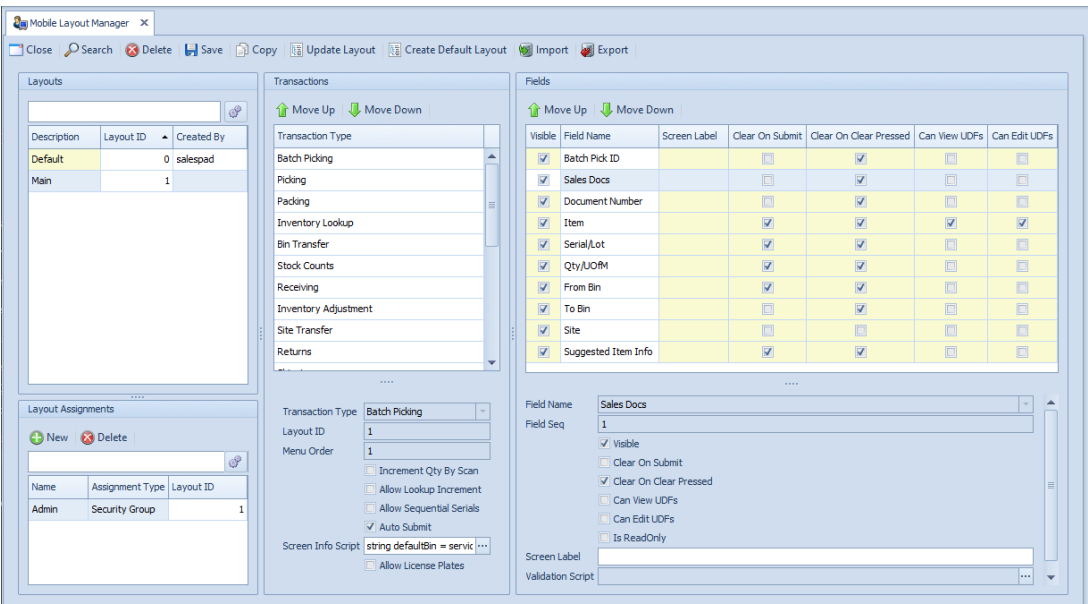 Mobile Layout Manager X
Close Search Delete Save Copy Update Layout Create Default Layout Import Export
Layouts
Description Layout ID Created By
Default 0 salespad
Main 1
Layout Assignments
New Delete
Name Assignment Type Layout ID
Admin Security Group 1
Transactions
Move Up Move Down
Transaction Type
Batch Picking
Picking
Packing
Inventory Lookup
Bin Transfer
Stock Counts
Receiving
Inventory Adjustment
Site Transfer
Returns
Transaction Type Batch Picking
Layout ID 1
Menu Order 1
Increment Qty By Scan
Allow Lookup Increment
Allow Sequential Serials
Auto Submit
Screen Info Script string defaultBin = servic ...
Allow License Plates
Fields
Move Up Move Down
Visible Field Name Screen Label Clear On Submit Clear On Clear Pressed Can View UDFs Can Edit UDFs
Batch Pick ID
Sales Docs
Document Number
Item
Serial/Lot
Qty/UOfM
From Bin
To Bin
Site
Suggested Item Info
Field Name Sales Docs
Field Seq 1
Visible
Clear On Submit
Clear On Clear Pressed
Can View UDFs
Can Edit UDFs
Is ReadOnly
Screen Label
Validation Script ...